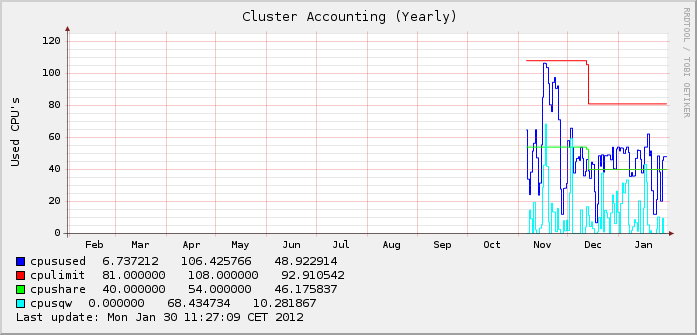 Cluster Accounting (Yearly)
RRDTOOL / TOBI OETIKER
Used CPU's
120
100
80
60
40
20
0
Feb Mar Apr May Jun Jul Aug Sep Oct Nov Dec Jan
cpusused 6.737212 106.425766 48.922914
cpulimit 81.000000 108.000000 92.910542
cpushare 40.000000 54.000000 46.175837
cpusqw 0.000000 68.434734 10.281867
Last update: Mon Jan 30 11:27:09 CET 2012